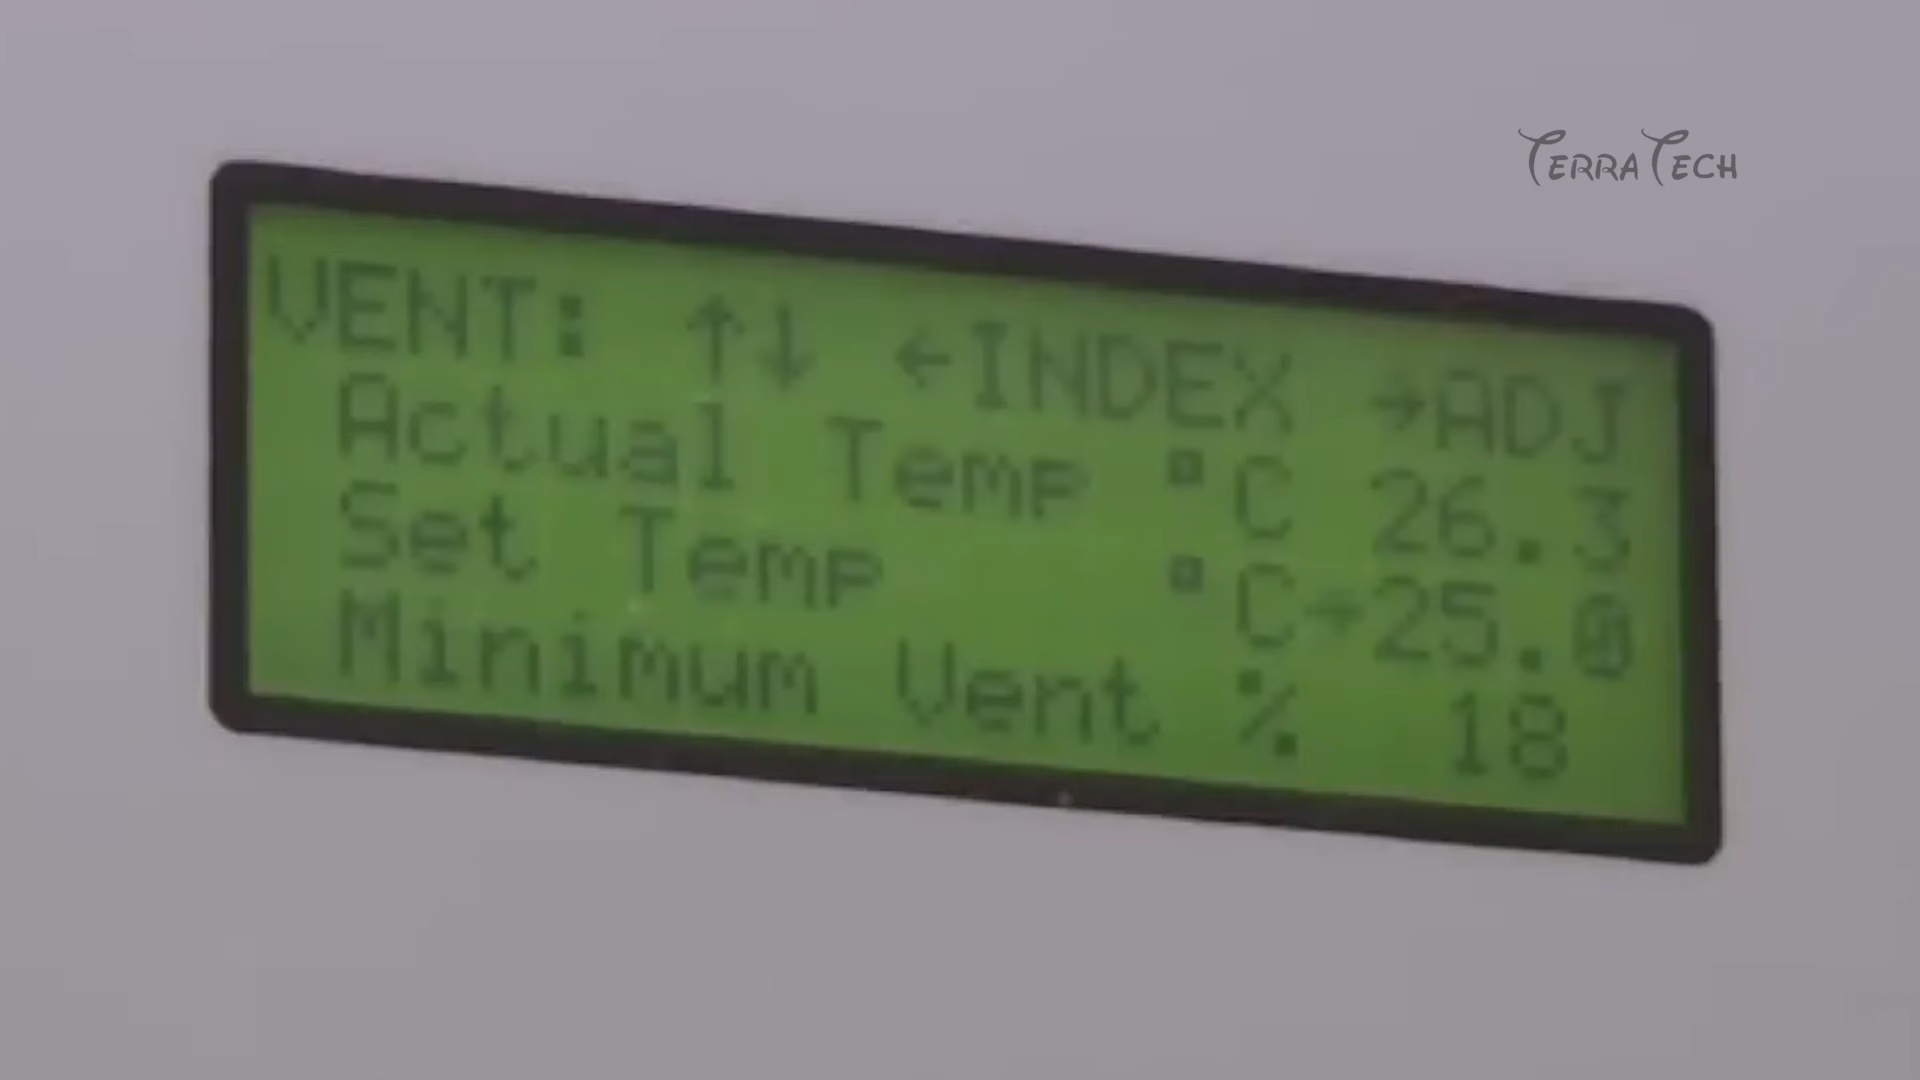 TERRATECH
VENT: ↑↓ ←INDEX →ADJ
Actual Temp °C 26.3
Set Temp °C→25.0
Minimum Vent % 18